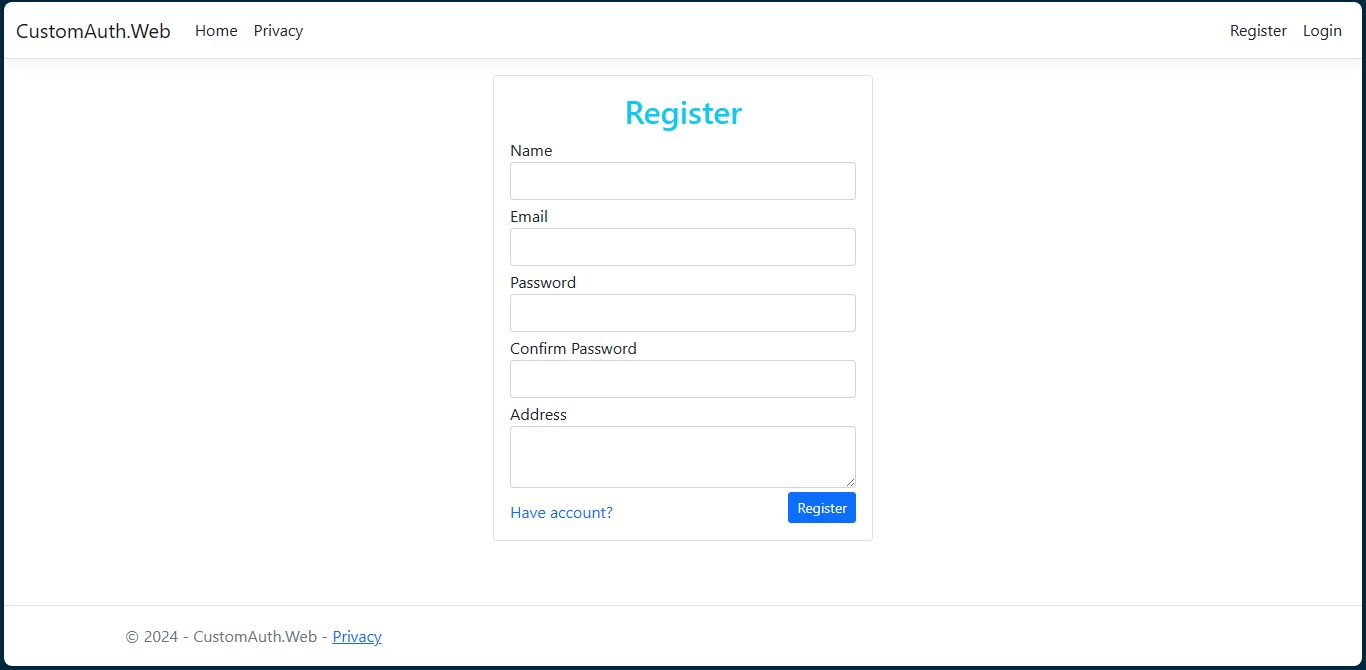 CustomAuth.Web Home Privacy Register Login
Register
Name
Email
Password
Confirm Password
Address
Have account? Register
© 2024 - CustomAuth.Web - Privacy